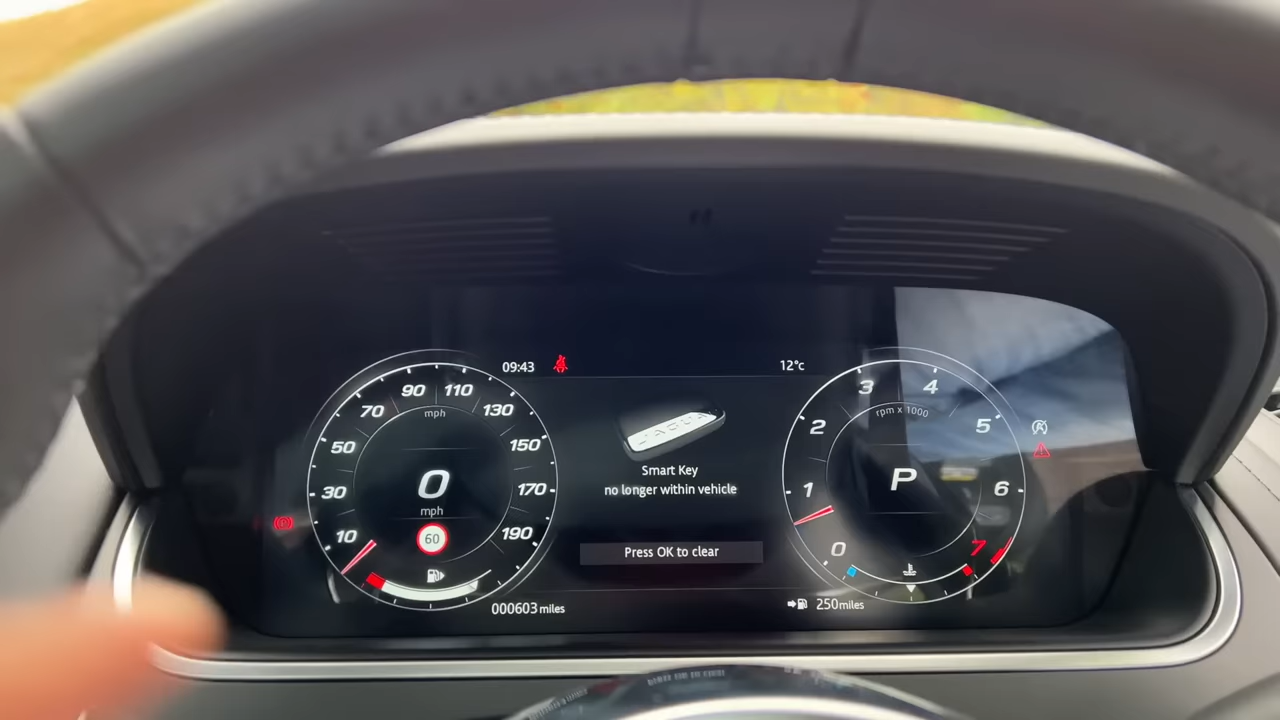 09:43
12°c
90
110
70
mph
130
50
150
30
0
170
mph
10
60
190
000603 miles
JAGUAR
Smart Key
no longer within vehicle
Press OK to clear
3
4
rpm x 1000
2
5
1
P
6
0
7
250miles